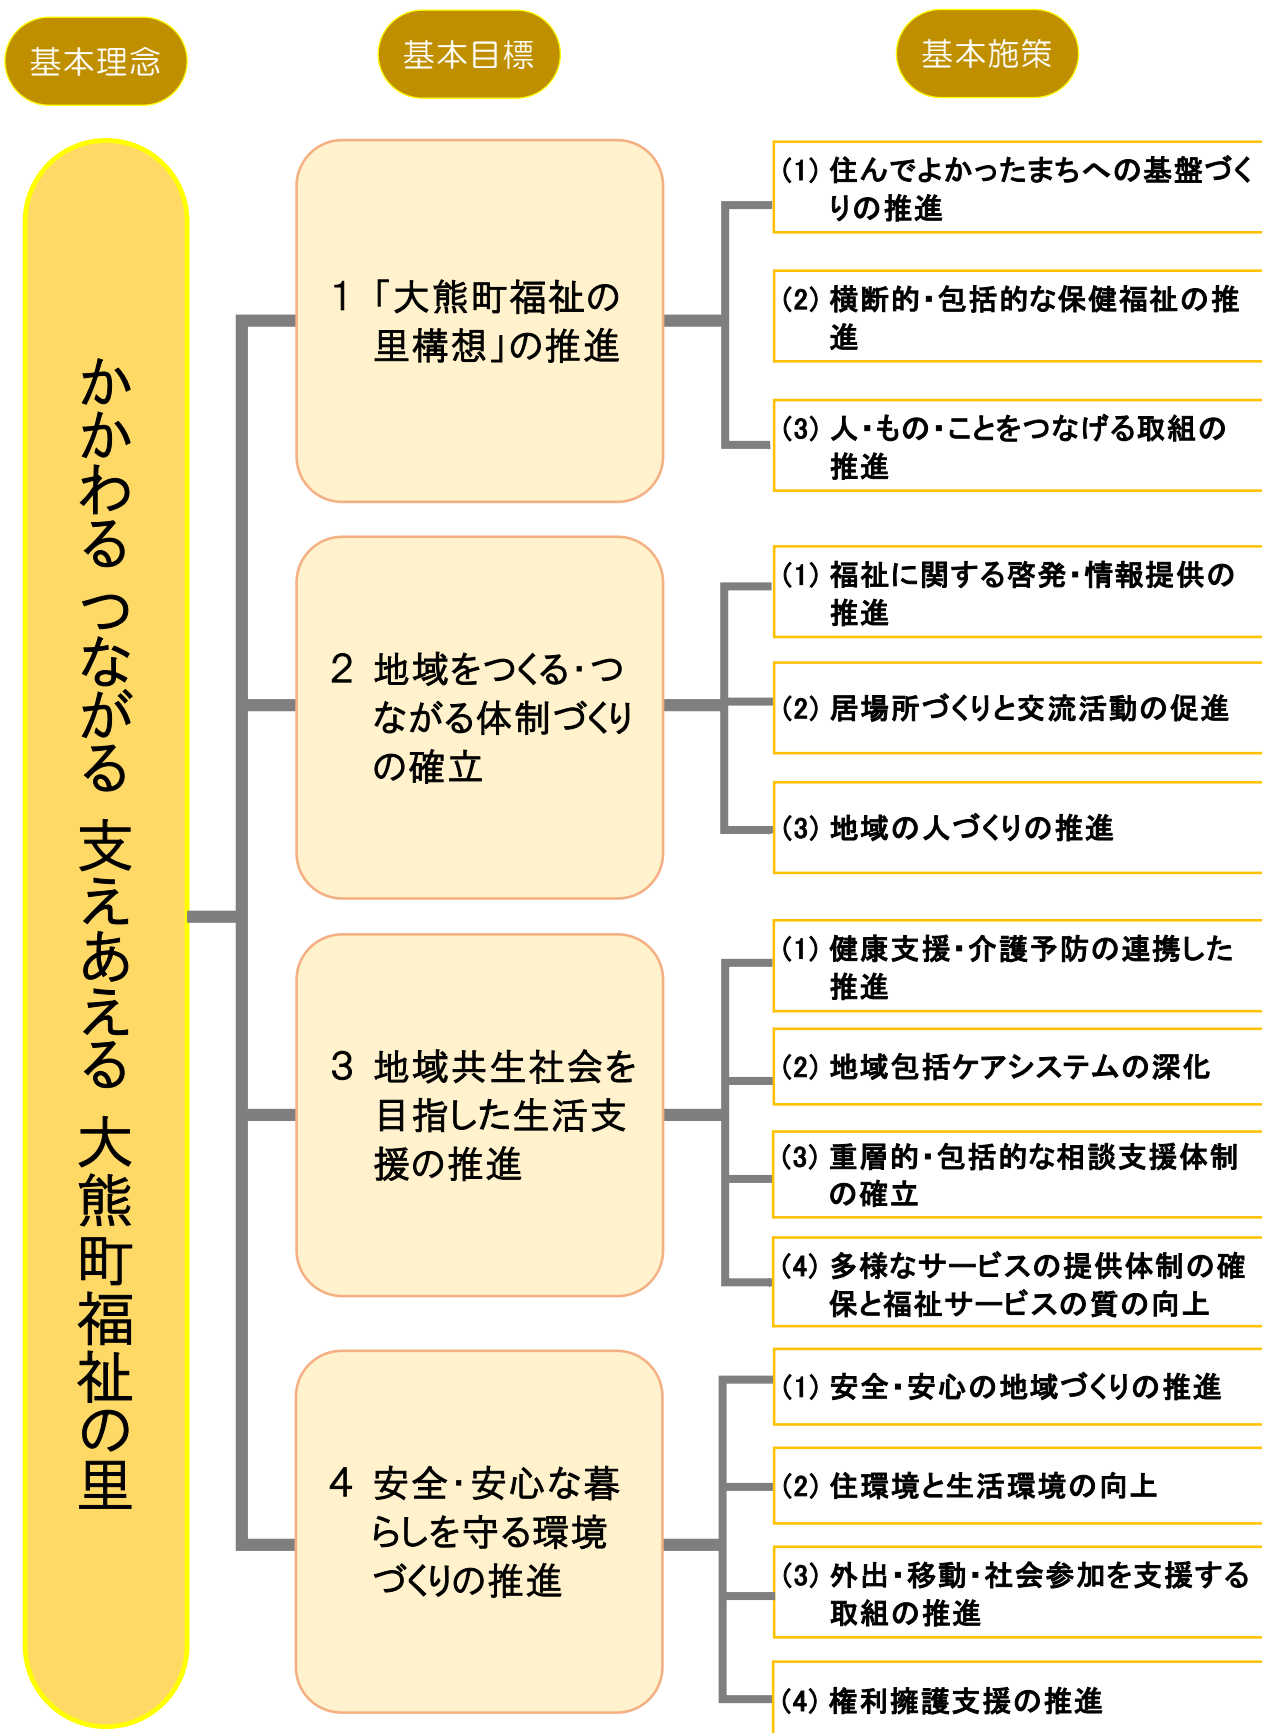 基本理念
基本目標
基本施策
かかわる つながる 支えあえる 大熊町福祉の里
1 「大熊町福祉の
里構想」の推進
(1) 住んでよかったまちへの基盤づく
りの推進
(2) 横断的・包括的な保健福祉の推
進
(3) 人・もの・ことをつなげる取組の
推進
2 地域をつくる・つ
ながる体制づくり
の確立
(1) 福祉に関する啓発・情報提供の
推進
(2) 居場所づくりと交流活動の促進
(3) 地域の人づくりの推進
3 地域共生社会を
目指した生活支
援の推進
(1) 健康支援・介護予防の連携した
推進
(2) 地域包括ケアシステムの深化
(3) 重層的・包括的な相談支援体制
の確立
(4) 多様なサービスの提供体制の確
保と福祉サービスの質の向上
4 安全・安心な暮
らしを守る環境
づくりの推進
(1) 安全・安心の地域づくりの推進
(2) 住環境と生活環境の向上
(3) 外出・移動・社会参加を支援する
取組の推進
(4) 権利擁護支援の推進